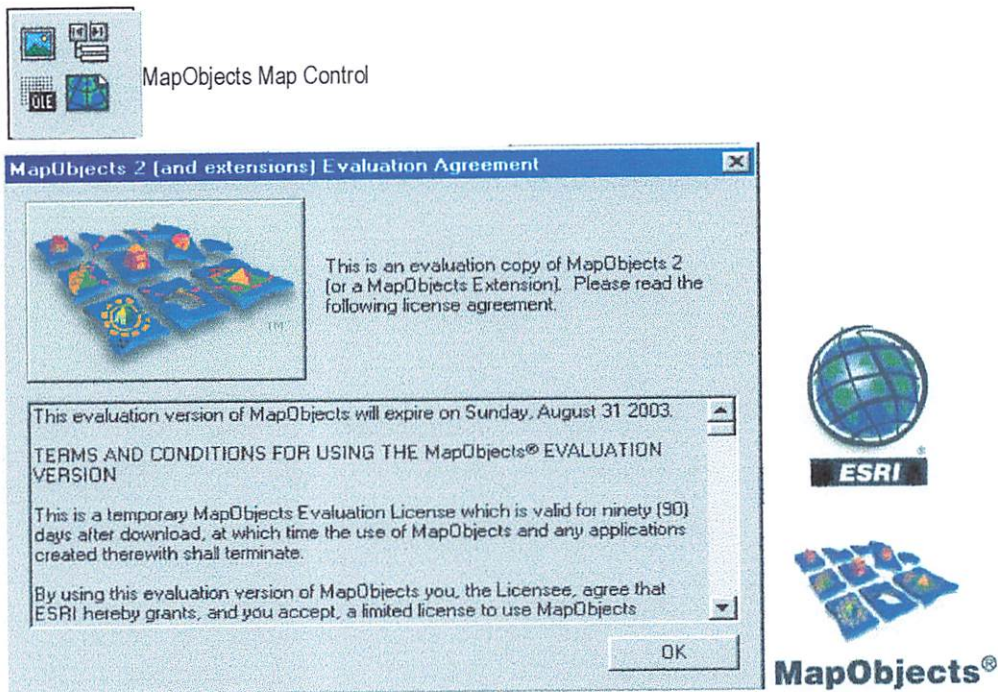 OLE
MapObjects Map Control
MapObjects 2 (and extensions) Evaluation Agreement
This is an evaluation copy of MapObjects 2
(or a MapObjects Extension). Please read the
following license agreement.
TM
This evaluation version of MapObjects will expire on Sunday, August 31 2003.
TERMS AND CONDITIONS FOR USING THE MapObjects® EVALUATION
VERSION
This is a temporary MapObjects Evaluation License which is valid for ninety (90)
days after download, at which time the use of MapObjects and any applications
created therewith shall terminate.
By using this evaluation version of MapObjects you, the Licensee, agree that
ESRI hereby grants, and you accept, a limited license to use MapObjects
OK
ESRI
®
MapObjects®